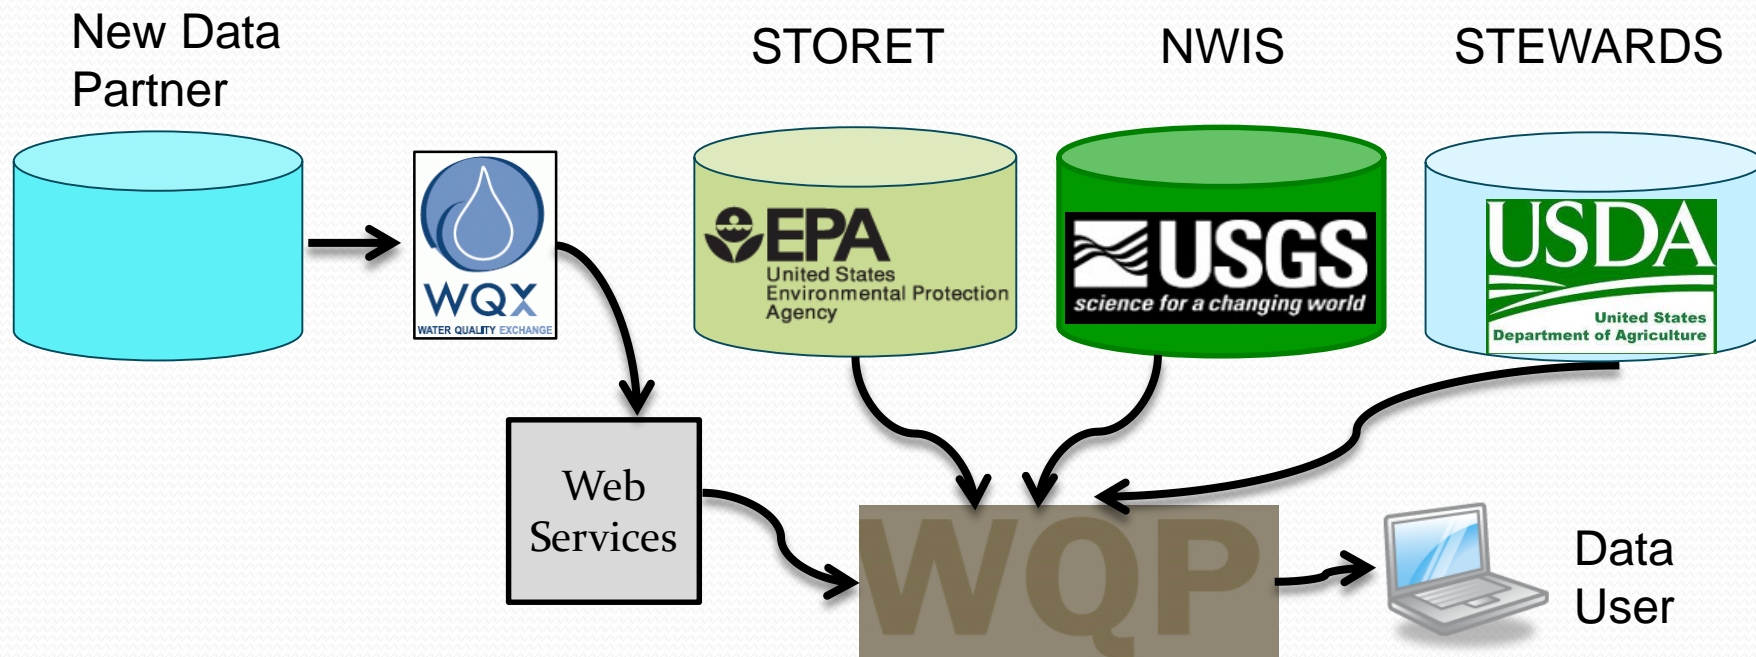 New Data
Partner
STORET
NWIS
STEWARDS
WQX
WATER QUALITY EXCHANGE
EPA
United States
Environmental Protection
Agency
USGS
science for a changing world
USDA
United States
Department of Agriculture
Web
Services
WQP
Data
User